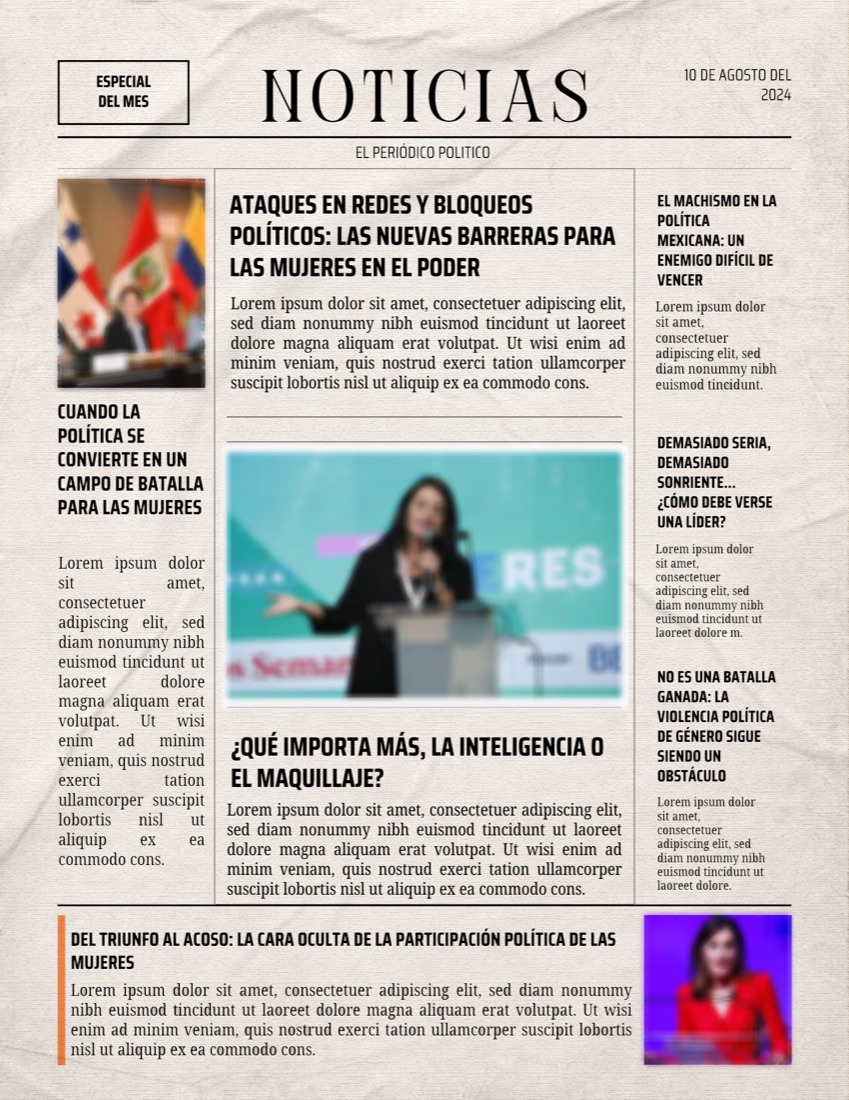 ESPECIAL
DEL MES
NOTICIAS
10 DE AGOSTO DEL
2024
EL PERIÓDICO POLITICO
CUANDO LA
POLÍTICA SE
CONVIERTE EN UN
CAMPO DE BATALLA
PARA LAS MUJERES
Lorem ipsum dolor
sit amet,
consectetuer
adipiscing elit, sed
diam nonummy nibh
euismod tincidunt ut
laoreet dolore
magna aliquam erat
volutpat. Ut wisi
enim ad minim
veniam, quis nostrud
exerci tation
ullamcorper suscipit
lobortis nisl ut
aliquip ex ea
commodo cons.
ATAQUES EN REDES Y BLOQUEOS
POLÍTICOS: LAS NUEVAS BARRERAS PARA
LAS MUJERES EN EL PODER
Lorem ipsum dolor sit amet, consectetuer adipiscing elit,
sed diam nonummy nibh euismod tincidunt ut laoreet
dolore magna aliquam erat volutpat. Ut wisi enim ad
minim veniam, quis nostrud exerci tation ullamcorper
suscipit lobortis nisl ut aliquip ex ea commodo cons.
ERES
¿QUÉ IMPORTA MÁS, LA INTELIGENCIA O
EL MAQUILLAJE?
Lorem ipsum dolor sit amet, consectetuer adipiscing elit,
sed diam nonummy nibh euismod tincidunt ut laoreet
dolore magna aliquam erat volutpat. Ut wisi enim ad
minim veniam, quis nostrud exerci tation ullamcorper
suscipit lobortis nisl ut aliquip ex ea commodo cons.
EL MACHISMO EN LA
POLÍTICA
MEXICANA: UN
ENEMIGO DIFÍCIL DE
VENCER
Lorem ipsum dolor
sit amet,
consectetuer
adipiscing elit, sed
diam nonummy nibh
euismod tincidunt.
DEMASIADO SERIA,
DEMASIADO
SONRIENTE...
¿CÓMO DEBE VERSE
UNA LÍDER?
Lorem ipsum dolor
sit amet,
consectetuer
adipiscing elit, sed
diam nonummy nibh
euismod tincidunt ut
laoreet dolore m.
NO ES UNA BATALLA
GANADA: LA
VIOLENCIA POLÍTICA
DE GÉNERO SIGUE
SIENDO UN
OBSTÁCULO
Lorem ipsum dolor
sit amet,
consectetuer
adipiscing elit, sed
diam nonummy nibh
euismod tincidunt ut
laoreet dolore.
DEL TRIUNFO AL ACOSO: LA CARA OCULTA DE LA PARTICIPACIÓN POLÍTICA DE LAS
MUJERES
Lorem ipsum dolor sit amet, consectetuer adipiscing elit, sed diam nonummy
nibh euismod tincidunt ut laoreet dolore magna aliquam erat volutpat. Ut wisi
enim ad minim veniam, quis nostrud exerci tation ullamcorper suscipit lobortis
nisl ut aliquip ex ea commodo cons.